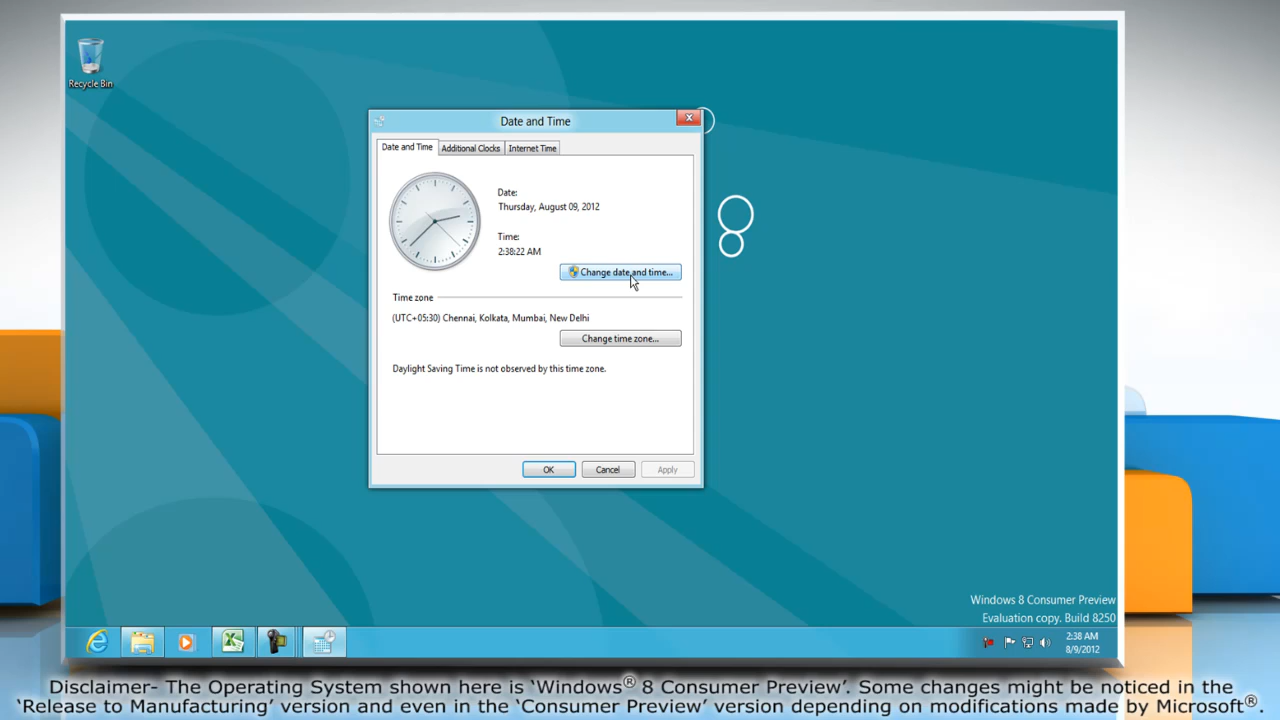 Recycle Bin
Date and Time
Date and Time
Additional Clocks
Internet Time
Date:
Thursday, August 09, 2012
Time:
2:38:22 AM
Change date and time...
Time zone
(UTC+05:30) Chennai, Kolkata, Mumbai, New Delhi
Change time zone...
Daylight Saving Time is not observed by this time zone.
OK
Cancel
Apply
8
Windows 8 Consumer Preview
Evaluation copy. Build 8250
2:38 AM
8/9/2012
Disclaimer- The Operating System shown here is ‘Windows® 8 Consumer Preview’. Some changes might be noticed in the
‘Release to Manufacturing’ version and even in the ‘Consumer Preview’ version depending on modifications made by Microsoft®.